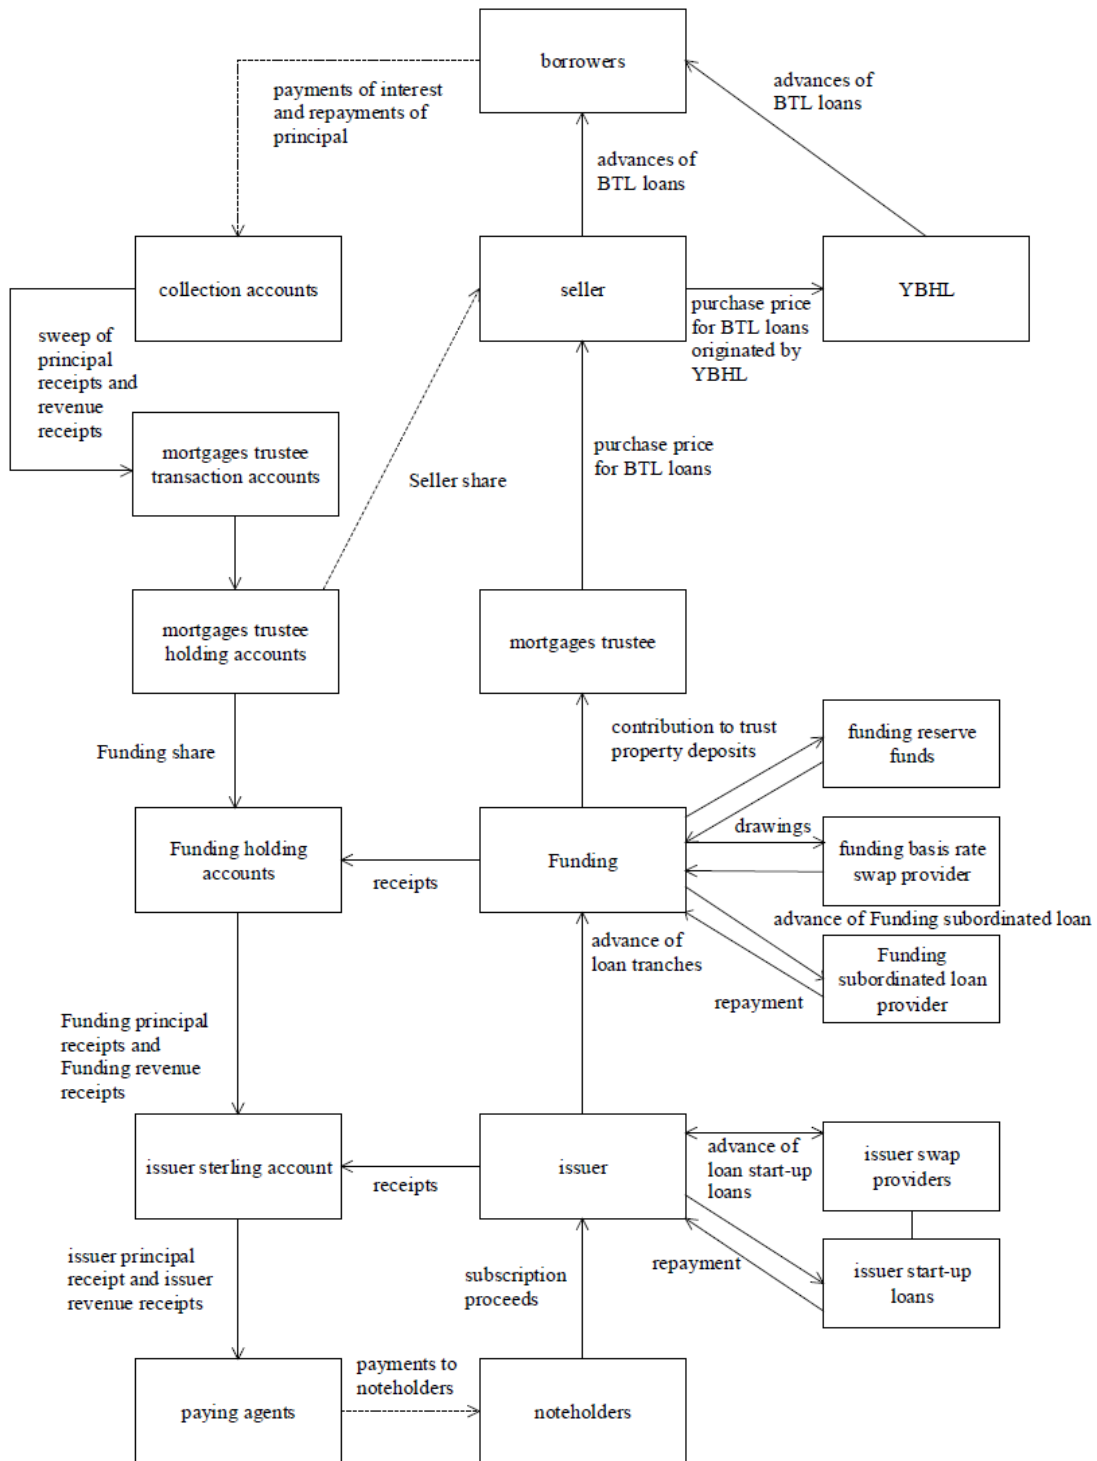 borrowers
payments of interest
and repayments of
principal
advances of
BTL loans
advances of
BTL loans
collection accounts
seller
YBHL
purchase price
for BTL loans
originated by
YBHL
sweep of
principal
receipts and
revenue
receipts
mortgages trustee
transaction accounts
Seller share
purchase price
for BTL loans
mortgages trustee
holding accounts
mortgages trustee
Funding share
contribution to trust
property deposits
funding reserve
funds
Funding holding
accounts
receipts
Funding
drawings
funding basis rate
swap provider
advance of
loan tranches
advance of Funding subordinated loan
Funding
subordinated loan
provider
repayment
Funding principal
receipts and
Funding revenue
receipts
issuer sterling account
receipts
issuer
advance of
loan start-up
loans
issuer swap
providers
issuer principal
receipt and issuer
revenue receipts
subscription
proceeds
repayment
issuer start-up
loans
paying agents
payments to
noteholders
noteholders